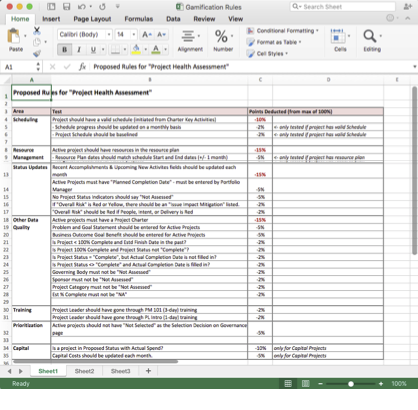 Gamification Rules
Search Sheet
Home Insert Page Layout Formulas Data Review View
Paste
Calibri (Body) 14 A A
B I U
Alignment
%
Number
Conditional Formatting
Format as Table
Cell Styles
Cells
Editing
A1 fx Proposed Rules for "Project Health Assessment"
A B C D E
1 Proposed Rules for "Project Health Assessment"
2
3 Area Test Points Deducted (from max of 100%)
4 Scheduling Project should have a valid schedule (initiated from Charter Key Activities) -10%
5 - Schedule progress should be updated on a monthly basis -2% <- only tested if project has valid Schedule
6 - Project Schedule should be baselined -2% <- only tested if project has valid Schedule
8 Resource Active project should have resources in the resource plan -15%
9 Management - Resource Plan dates should match schedule Start and End dates (+/- 1 month) -5% <- only tested if project has resource plan
Status Updates Recent Accomplishments & Upcoming New Activities fields should be updated each
13 month -15%
Active Projects must have "Planned Completion Date" - must be entered by Portfolio
Manager -5%
15 No Project Status Indicators should say "Not Assessed" -5%
16 If "Overall Risk" is Red or Yellow, there should be an "Issue Impact Mitigation" listed. -2%
17 "Overall Risk" should be Red if People, Intent, or Delivery is Red -2%
Other Data Active projects must have a Project Charter -15%
19 Quality Problem and Goal Statement should be entered for Active Projects -5%
20 Business Outcome Goal Benefit should be entered for Active Projects -5%
21 Is Project < 100% Complete and Estd Finish Date in the past? -2%
22 Is Project 100% Complete and Project Status not "Complete"? -2%
23 Is Project Status = "Complete", but Actual Completion Date is not filled in? -2%
24 Is Project Status <> "Complete" and Actual Completion Date is filled in? -2%
25 Governing Body must not be "Not Assessed" -2%
26 Sponsor must not be "Not Assessed" -2%
27 Project Category must not be "Not Assessed" -2%
28 Est % Complete must not be "NA" -2%
30 Training Project Leader should have gone through PM 101 (3-day) training -2%
31 Project Leader should have gone through PL Intro (1-day) training -2%
Prioritization Active projects should not have "Not Selected" as the Selection Decision on Governance
32 page -5%
34 Capital Is a project in Proposed Status with Actual Spend? -10% only for Capital Projects
35 Capital Costs should be updated each month. -5% only for Capital Projects
Sheet1 Sheet2 Sheet3 +
Ready 100%